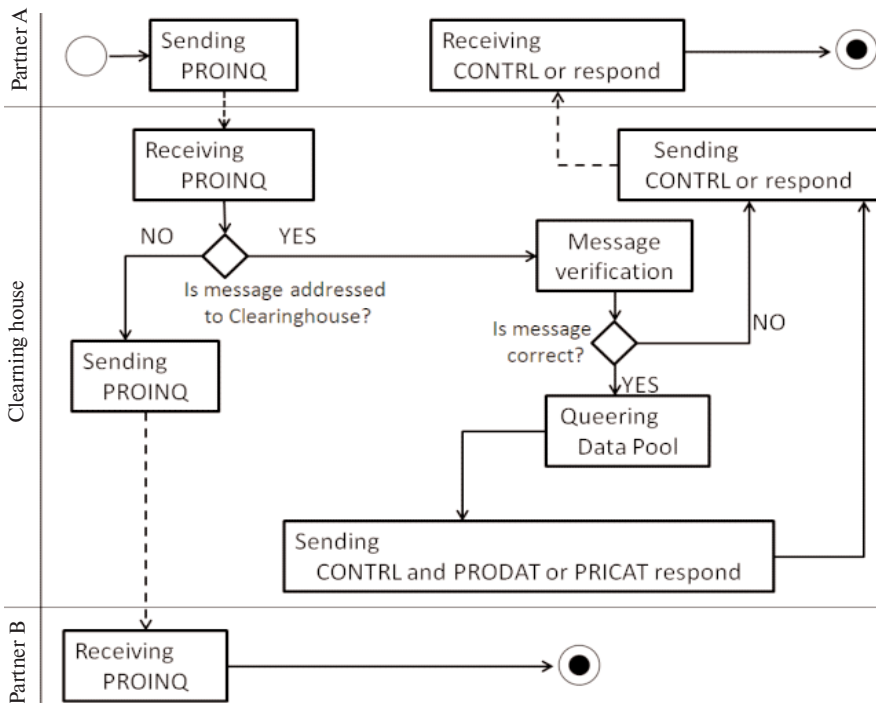 Partner A
Sending
PROINQ
Receiving
CONTRL or respond
Clearning house
Receiving
PROINQ
Sending
CONTRL or respond
NO
YES
Message
verification
Is message addressed
to Clearinghouse?
Is message
correct?
NO
YES
Sending
PROINQ
Queering
Data Pool
Sending
CONTRL and PRODAT or PRICAT respond
Partner B
Receiving
PROINQ